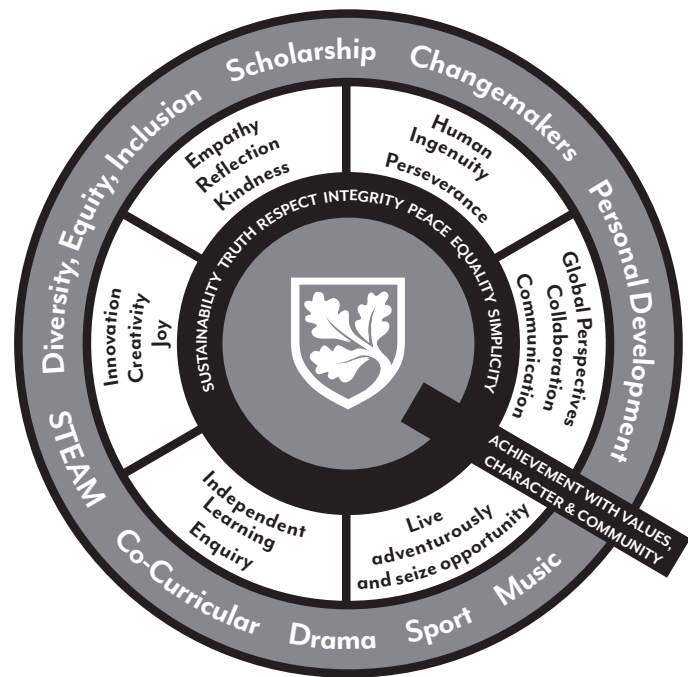 Scholarship
Changemakers
Personal Development
Music
Sport
Drama
Co-Curricular
STEAM
Diversity, Equity, Inclusion
Empathy
Reflection
Kindness
Human
Ingenuity
Perseverance
Global Perspectives
Collaboration
Communication
Live
adventurously
and seize opportunity
Independent
Learning
Enquiry
Innovation
Creativity
Joy
SUSTAINABILITY TRUTH RESPECT INTEGRITY PEACE EQUALITY SIMPLICITY
ACHIEVEMENT WITH VALUES,
CHARACTER & COMMUNITY